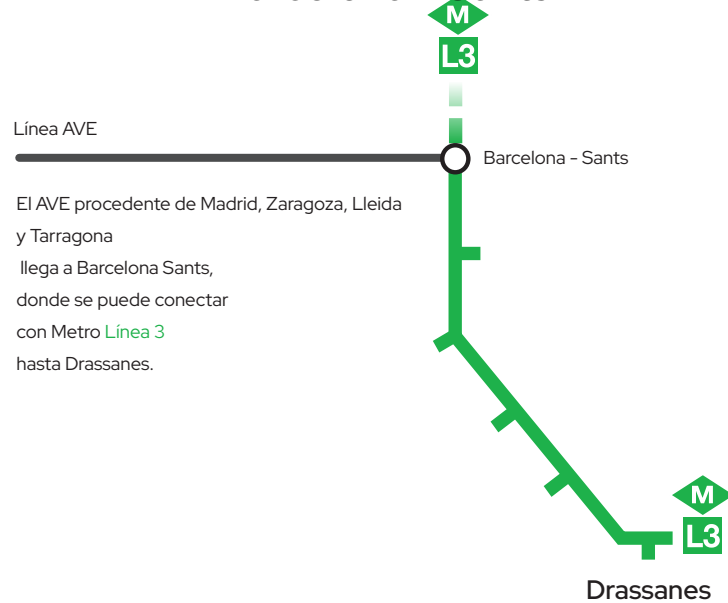 M
L3
Línea AVE
Barcelona - Sants
El AVE procedente de Madrid, Zaragoza, Lleida
y Tarragona
llega a Barcelona Sants,
donde se puede conectar
con Metro Línea 3
hasta Drassanes.
M
L3
Drassanes